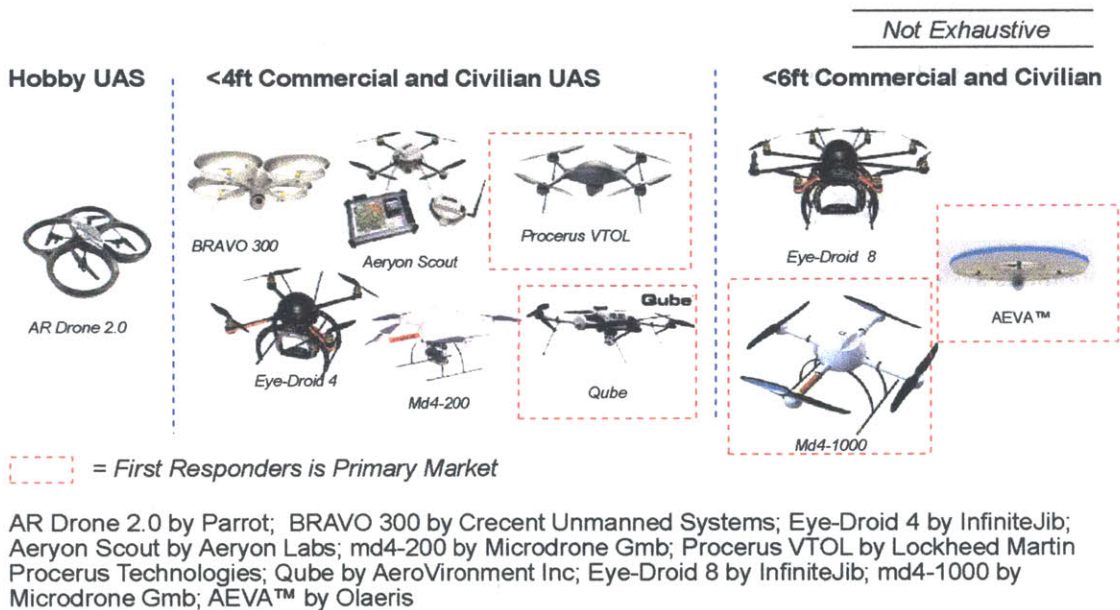 Not Exhaustive
Hobby UAS
<4ft Commercial and Civilian UAS
<6ft Commercial and Civilian
BRAVO 300
Aeryon Scout
Procerus VTOL
Eye-Droid 8
AR Drone 2.0
AEVA™
Eye-Droid 4
Md4-200
Qube
Qube
Md4-1000
= First Responders is Primary Market
AR Drone 2.0 by Parrot; BRAVO 300 by Crecent Unmanned Systems; Eye-Droid 4 by InfiniteJib;
Aeryon Scout by Aeryon Labs; md4-200 by Microdrone Gmb; Procerus VTOL by Lockheed Martin
Procerus Technologies; Qube by AeroVironment Inc; Eye-Droid 8 by InfiniteJib; md4-1000 by
Microdrone Gmb; AEVA™ by Olaeris